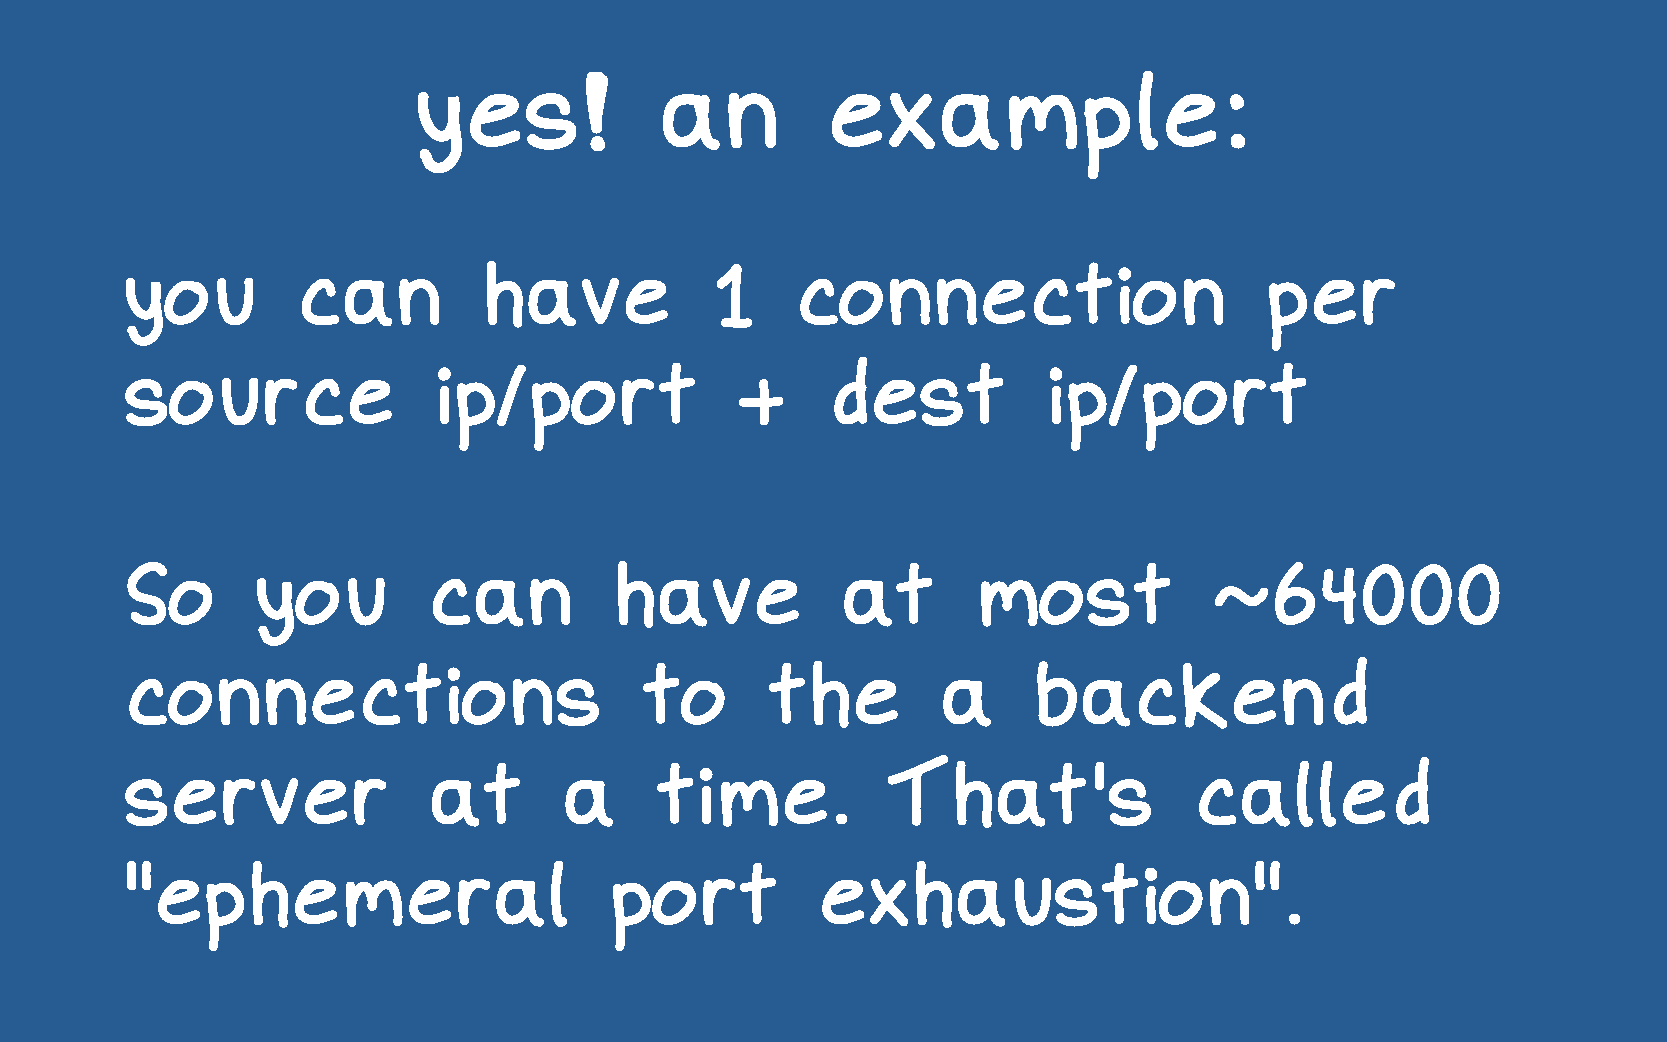 yes! an example:
you can have 1 connection per
source ip/port + dest ip/port
So you can have at most ~64000
connections to the a backend
server at a time. That's called
"ephemeral port exhaustion".